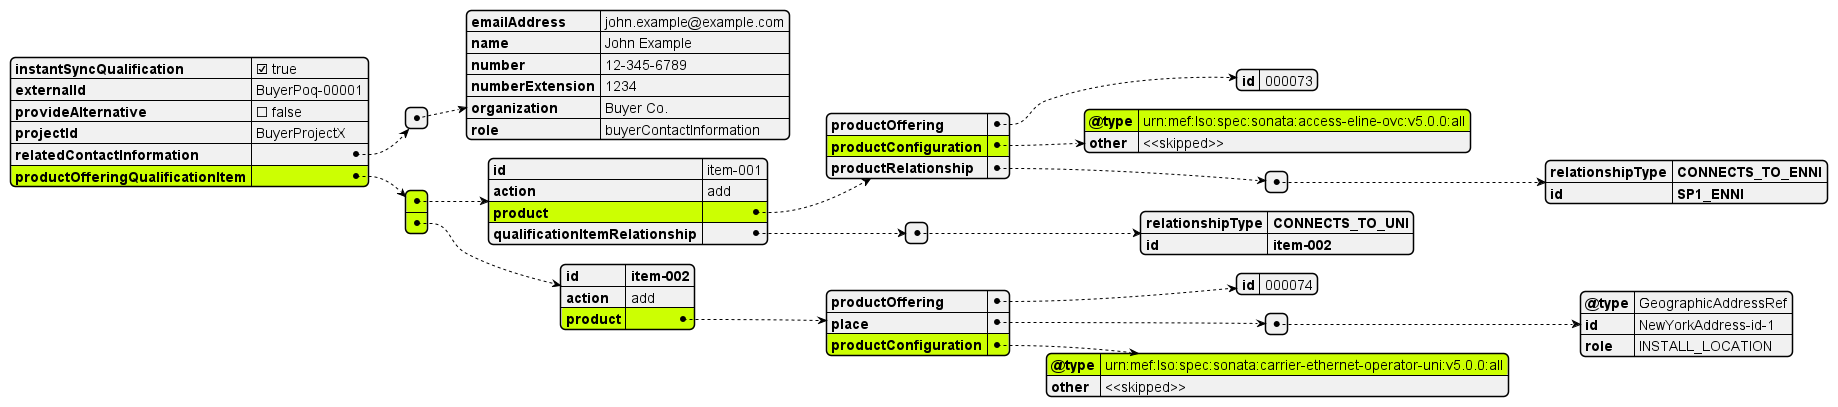 instantSyncQualification ☑ true
externalId BuyerPoq-00001
provideAlternative ☐ false
projectId BuyerProjectX
relatedContactInformation
productOfferingQualificationItem
emailAddress john.example@example.com
name John Example
number 12-345-6789
numberExtension 1234
organization Buyer Co.
role buyerContactInformation
id item-001
action add
product
qualificationItemRelationship
productOffering
productConfiguration
productRelationship
id 000073
@type urn:mef:lso:spec:sonata:access-eline-ovc:v5.0.0:all
other <<skipped>>
relationshipType CONNECTS_TO_ENNI
id SP1_ENNI
relationshipType CONNECTS_TO_UNI
id item-002
id item-002
action add
product
productOffering
place
productConfiguration
id 000074
@type GeographicAddressRef
id NewYorkAddress-id-1
role INSTALL_LOCATION
@type urn:mef:lso:spec:sonata:carrier-ethernet-operator-uni:v5.0.0:all
other <<skipped>>